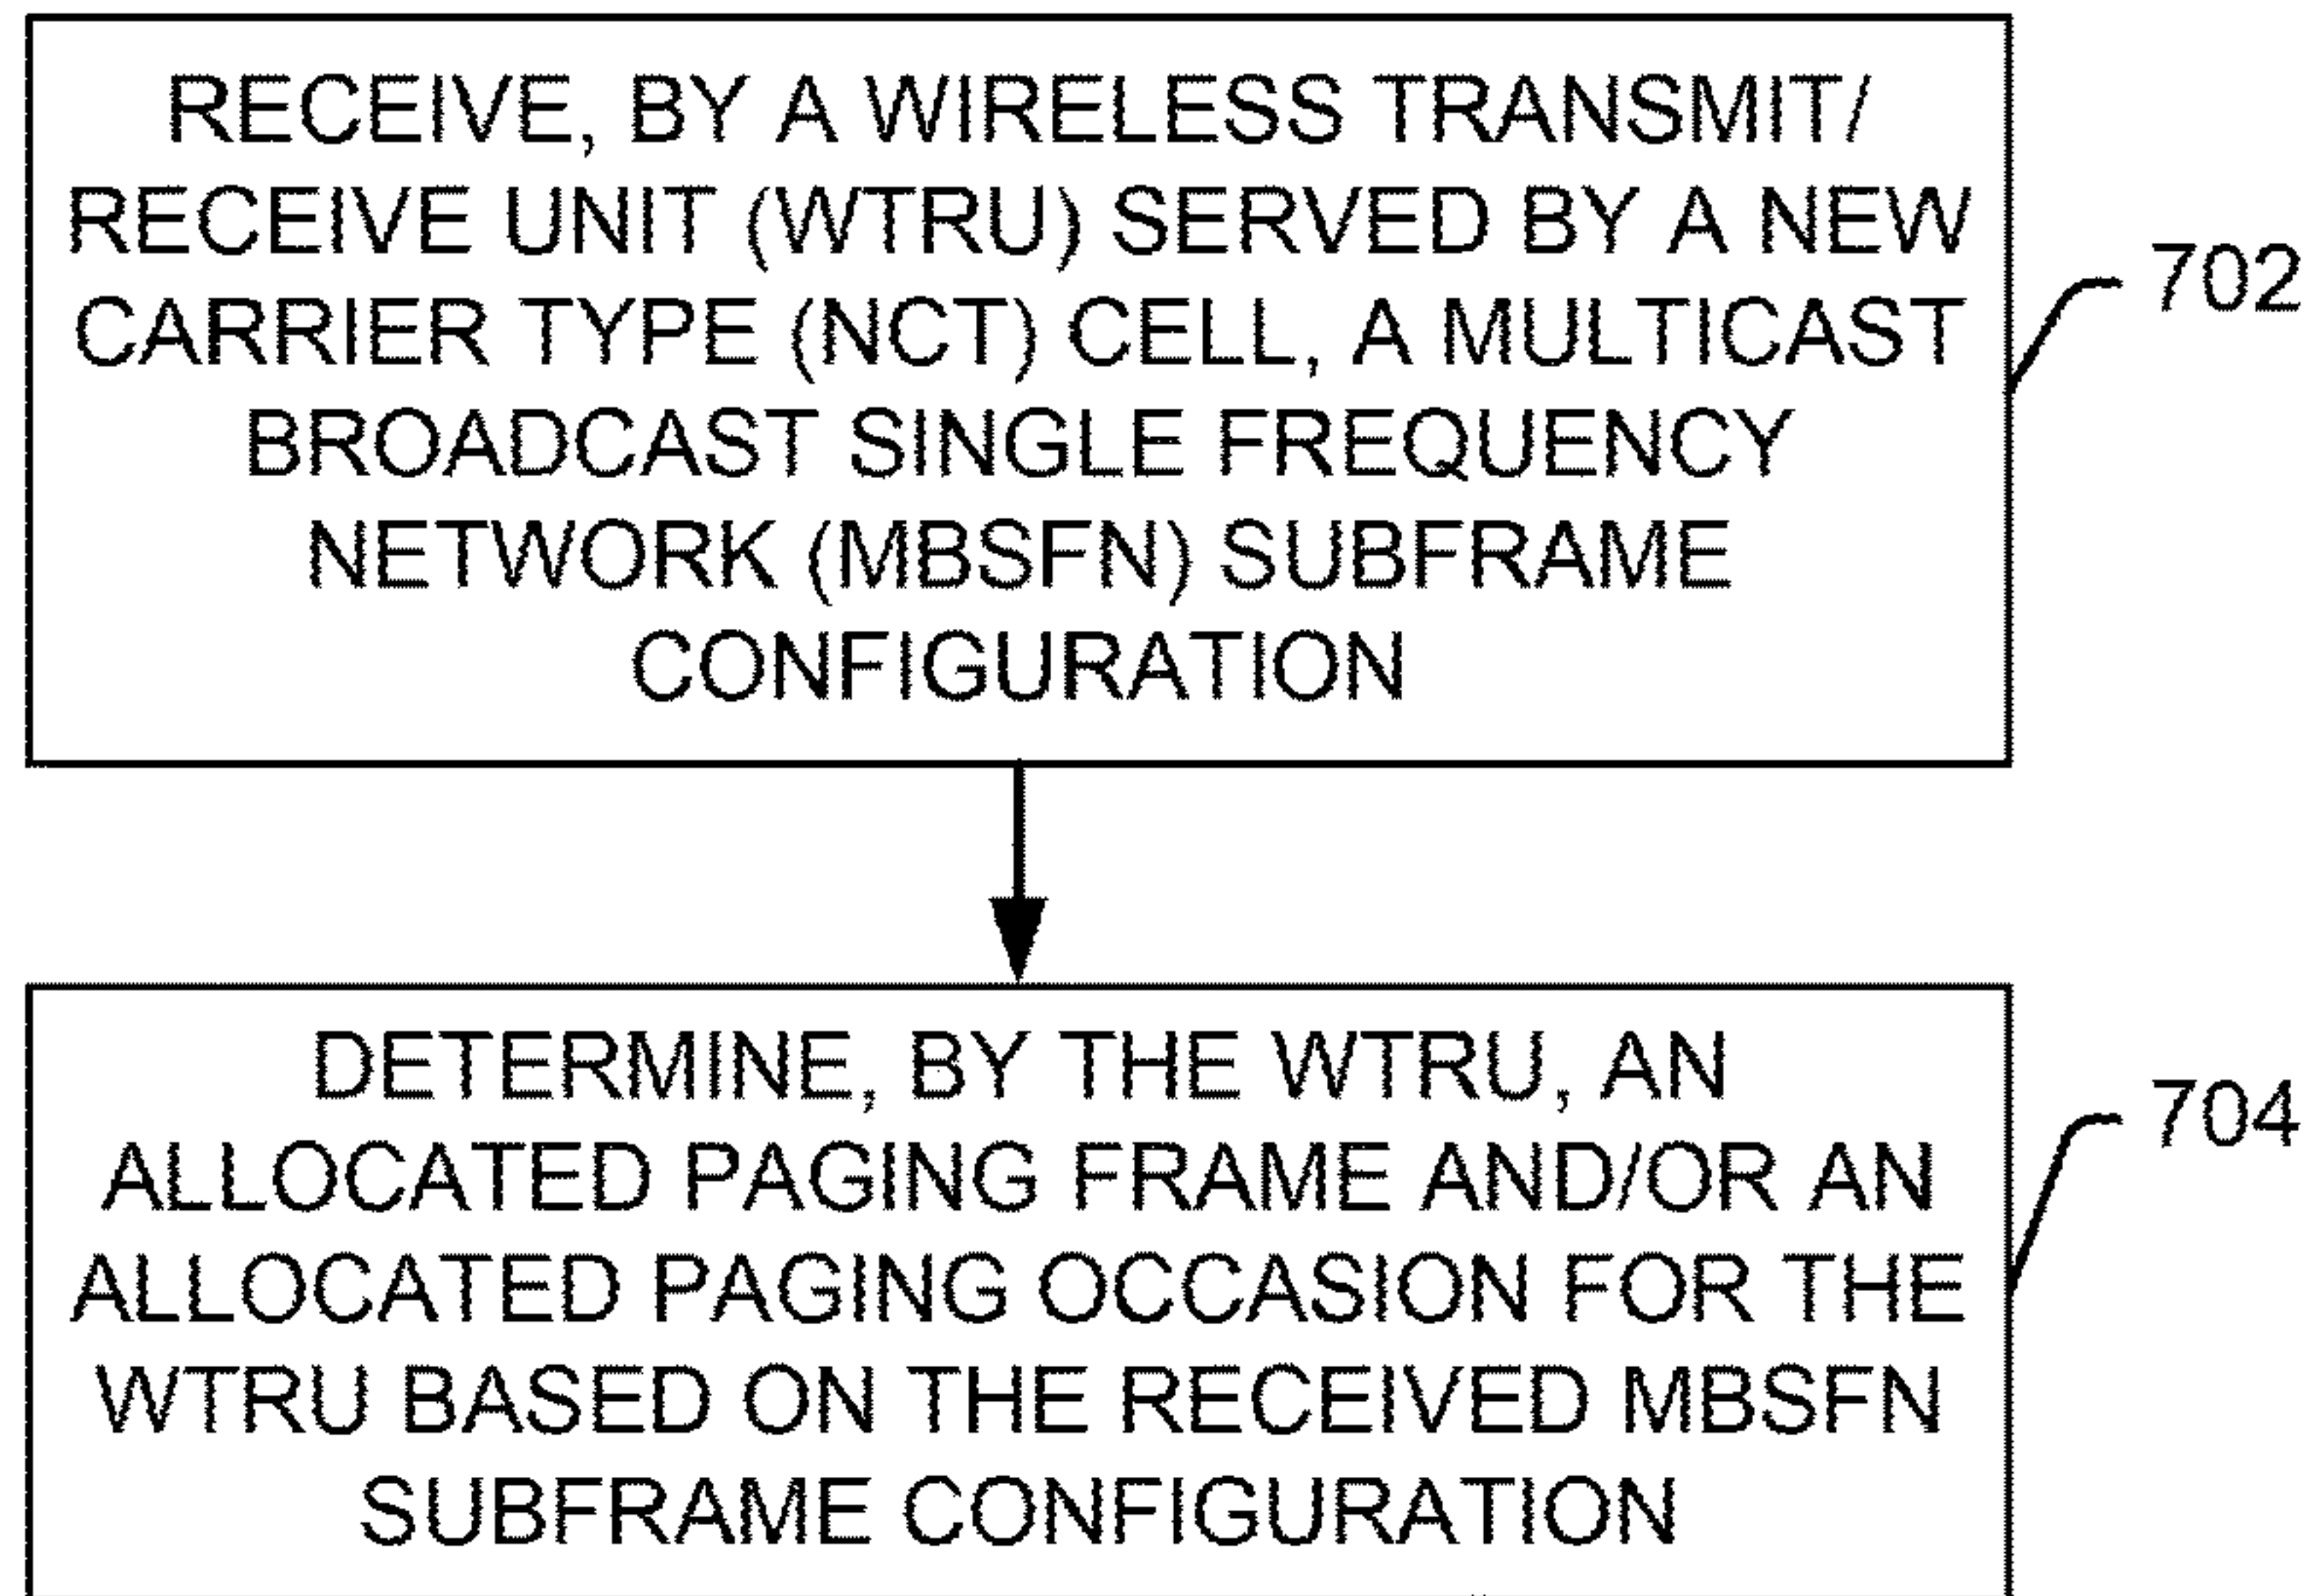 RECEIVE, BY A WIRELESS TRANSMIT/
RECEIVE UNIT (WTRU) SERVED BY A NEW
CARRIER TYPE (NCT) CELL, A MULTICAST
BROADCAST SINGLE FREQUENCY
NETWORK (MBSFN) SUBFRAME
CONFIGURATION
702
DETERMINE, BY THE WTRU, AN
ALLOCATED PAGING FRAME AND/OR AN
ALLOCATED PAGING OCCASION FOR THE
WTRU BASED ON THE RECEIVED MBSFN
SUBFRAME CONFIGURATION
704